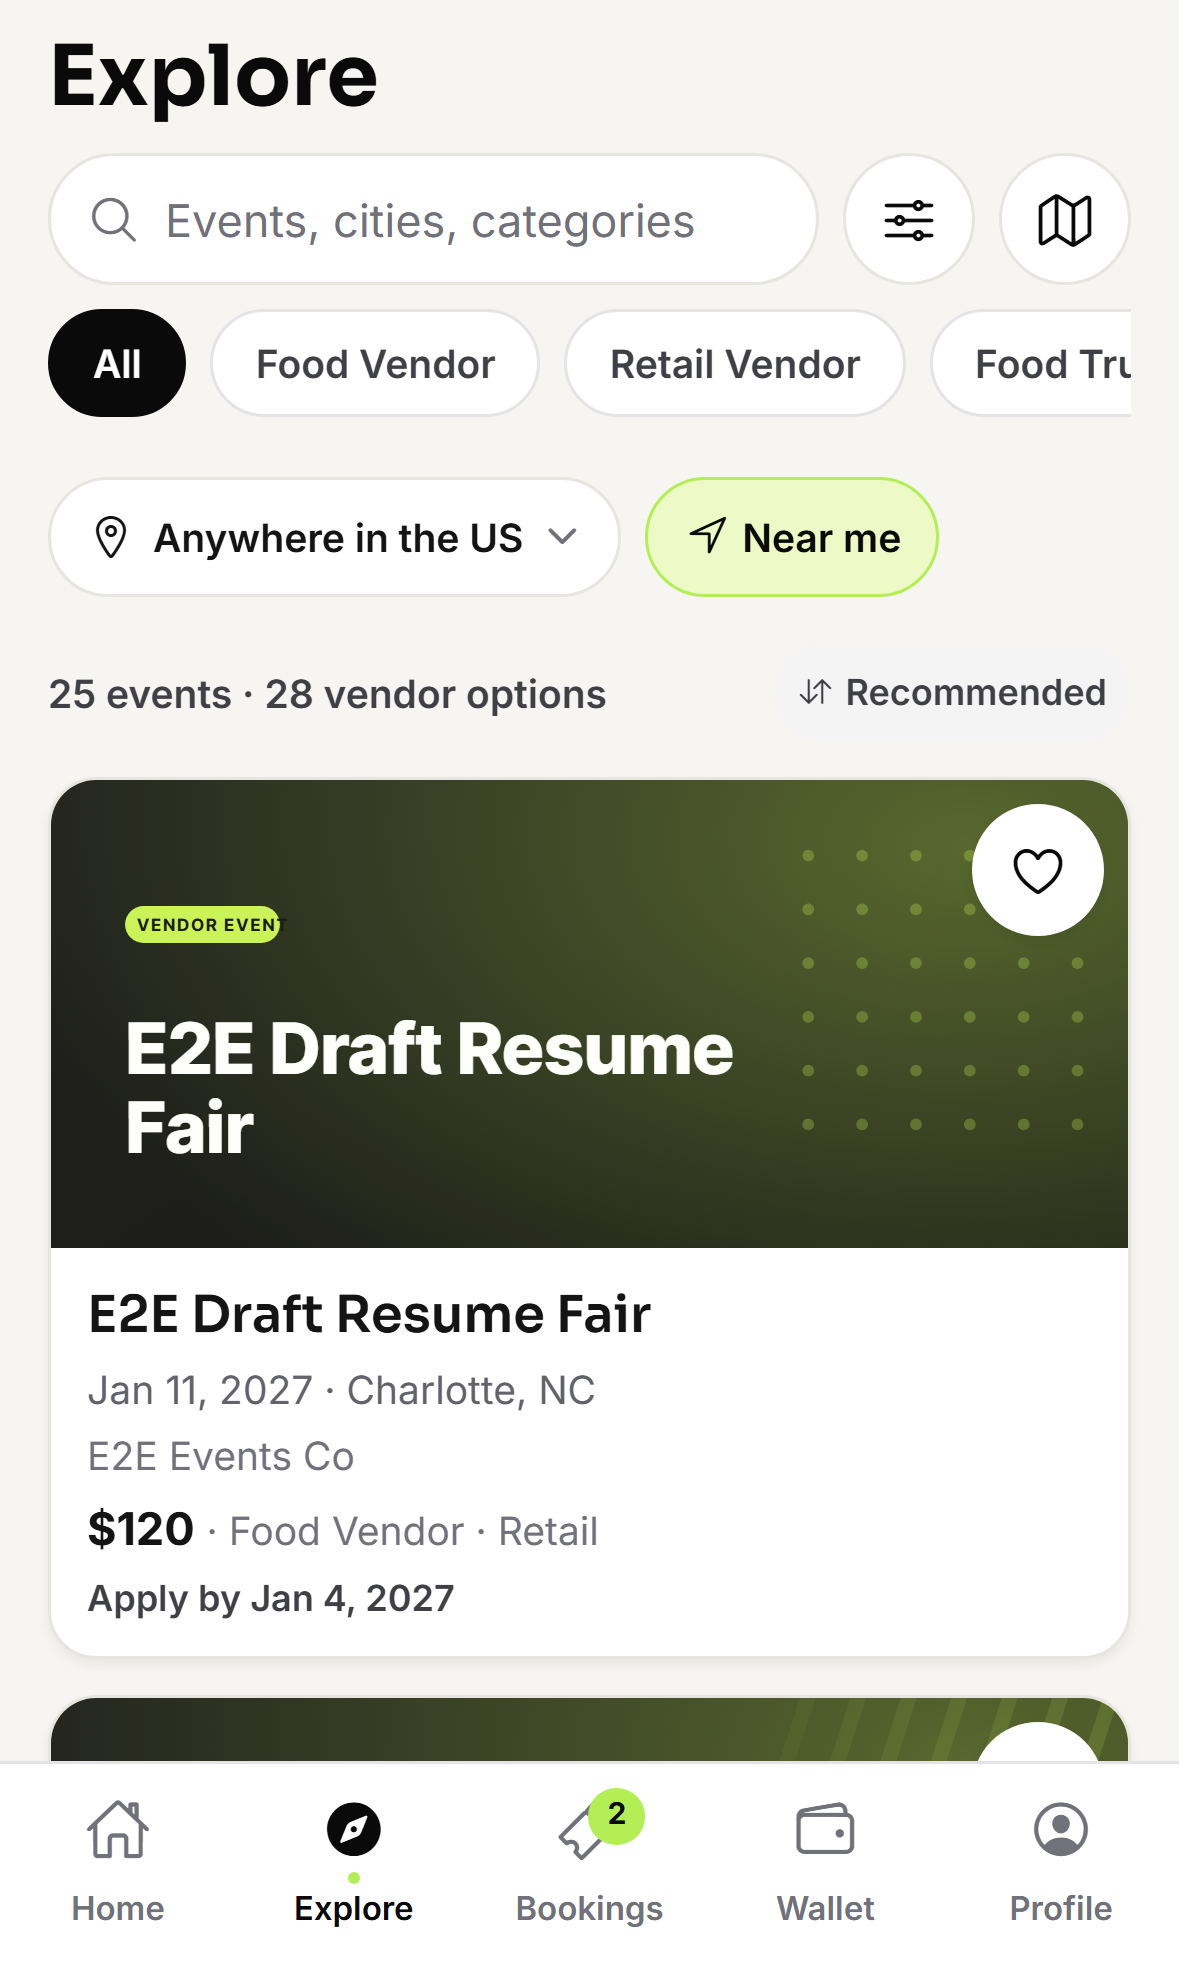 Explore
Events, cities, categories
All
Food Vendor
Retail Vendor
Food Tru
Anywhere in the US
Near me
25 events · 28 vendor options
Recommended
VENDOR EVENT
E2E Draft Resume
Fair
E2E Draft Resume Fair
Jan 11, 2027 · Charlotte, NC
E2E Events Co
$120 · Food Vendor · Retail
Apply by Jan 4, 2027
2
Home
Explore
Bookings
Wallet
Profile